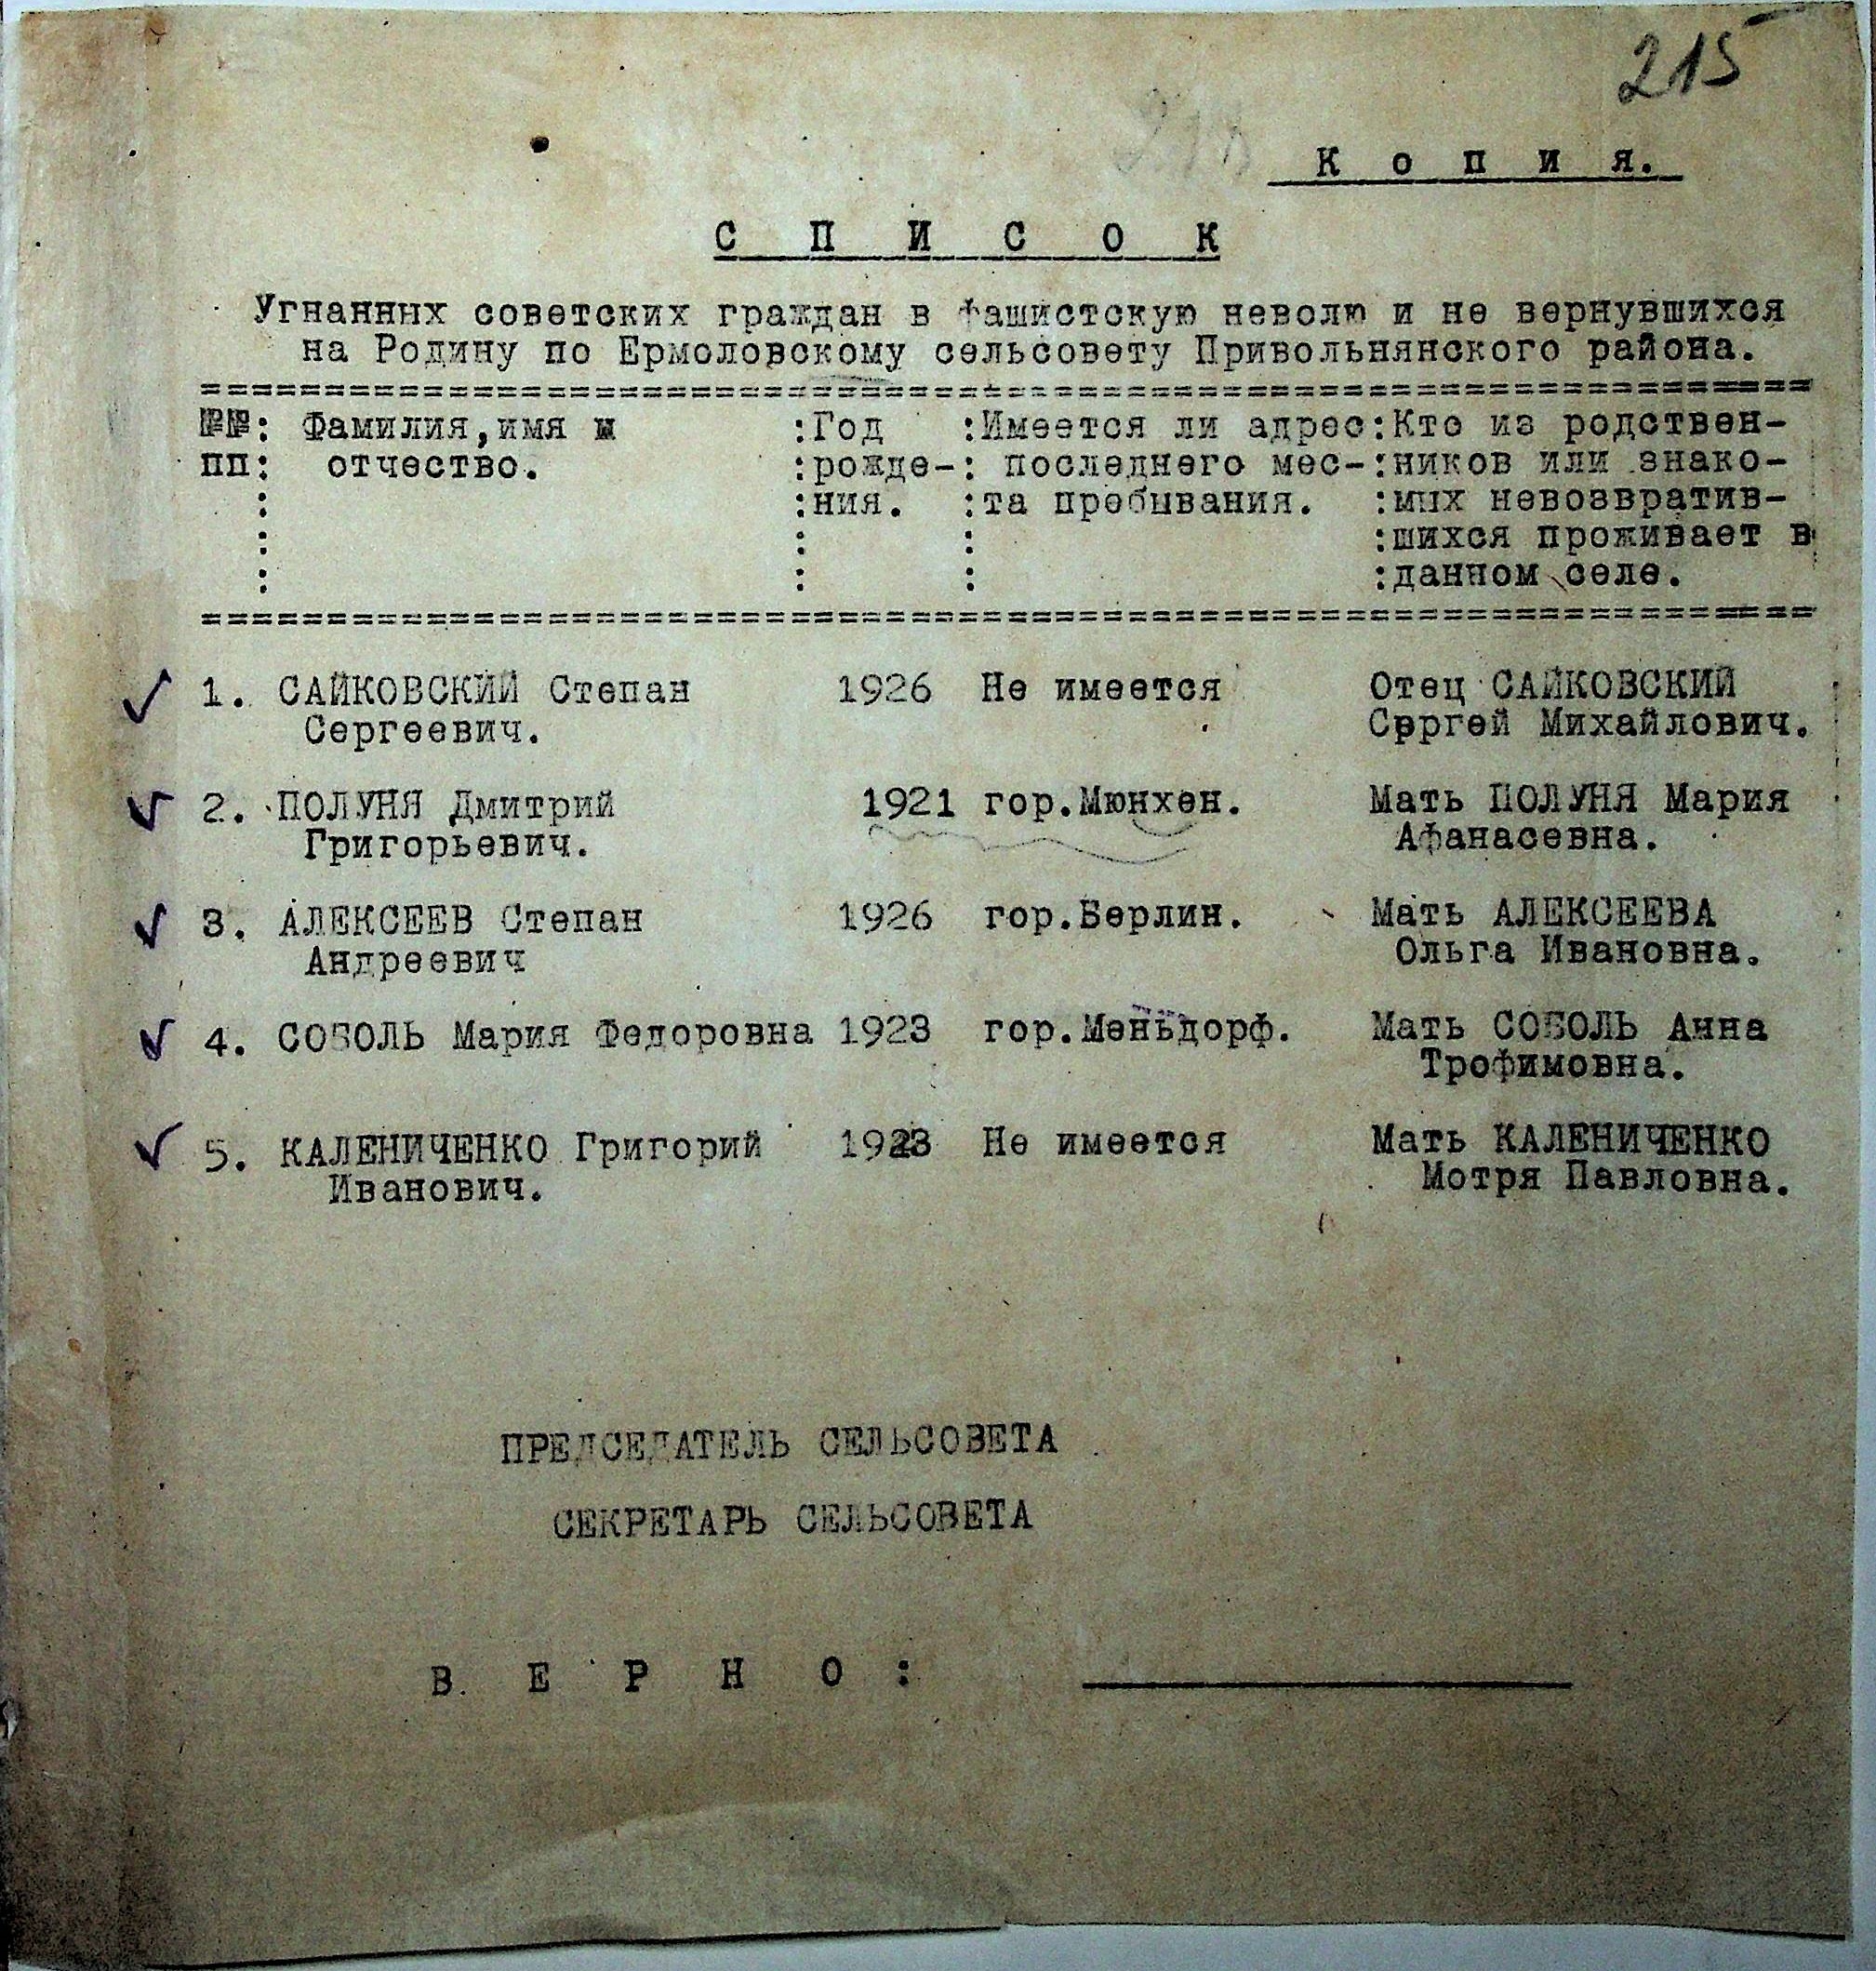 215
К о п и я.
С П И С О К
Угнанных советских граждан в фашистскую неволю и не вернувшихся
на Родину по Ермоловскому сельсовету Привольнянского района.
№№: Фамилия,имя и :Год :Имеется ли адрес:Кто из родствен-
пп: отчество. :рожде-: последнего мес-:ников или знако-
: :ния. :та пребывания. :мых невозвратив-
: : : :шихся проживает в
: : : :данном селе.
1. САЙКОВСКИЙ Степан 1926 Не имеется Отец САЙКОВСКИЙ
Сергеевич. Сергей Михайлович.
2. ПОЛУНЯ Дмитрий 1921 гор.Мюнхен. Мать ПОЛУНЯ Мария
Григорьевич. Афанасевна.
3. АЛЕКСЕЕВ Степан 1926 гор.Берлин. Мать АЛЕКСЕЕВА
Андреевич Ольга Ивановна.
4. СОБОЛЬ Мария Федоровна 1923 гор.Меньдорф. Мать СОБОЛЬ Анна
Трофимовна.
5. КАЛЕНИЧЕНКО Григорий 1923 Не имеется Мать КАЛЕНИЧЕНКО
Иванович. Мотря Павловна.
ПРЕДСЕДАТЕЛЬ СЕЛЬСОВЕТА
СЕКРЕТАРЬ СЕЛЬСОВЕТА
В Е Р Н О :